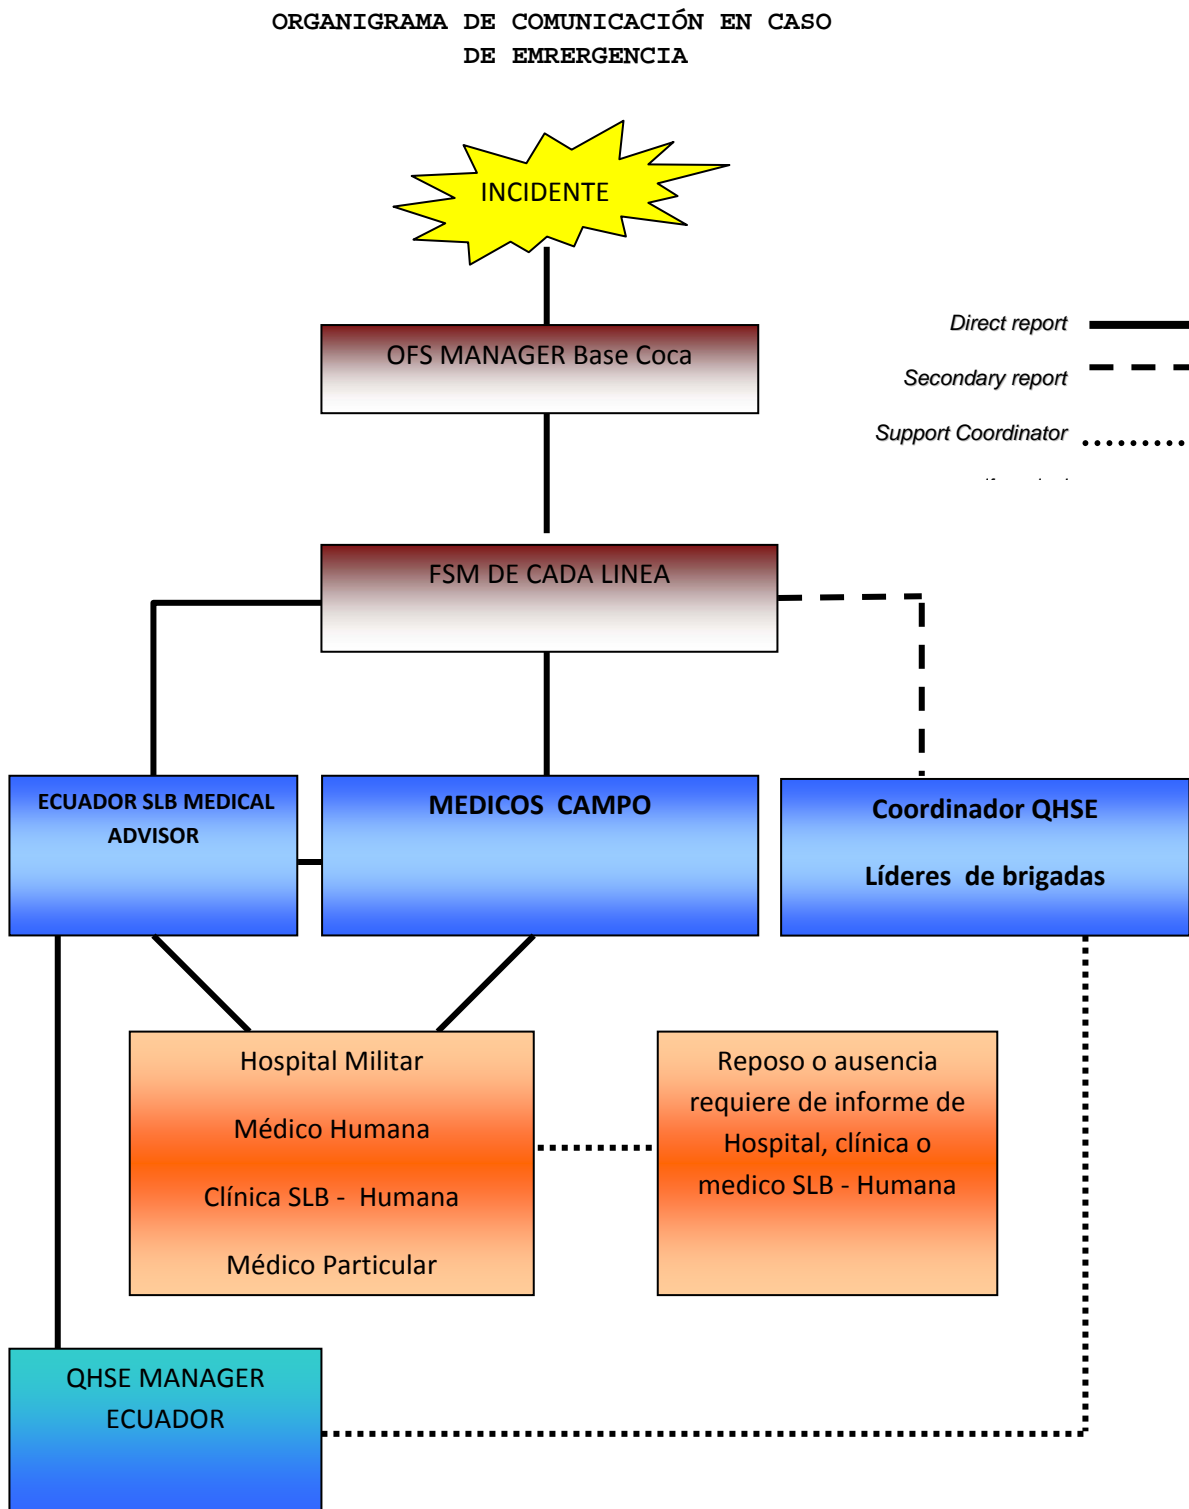 ORGANIGRAMA DE COMUNICACIÓN EN CASO
DE EMRERGENCIA
INCIDENTE
Direct report
OFS MANAGER Base Coca
Secondary report
Support Coordinator
FSM DE CADA LINEA
ECUADOR SLB MEDICAL
ADVISOR
MEDICOS CAMPO
Coordinador QHSE
Líderes de brigadas
Hospital Militar
Médico Humana
Clínica SLB - Humana
Médico Particular
Reposo o ausencia
requiere de informe de
Hospital, clínica o
medico SLB - Humana
QHSE MANAGER
ECUADOR